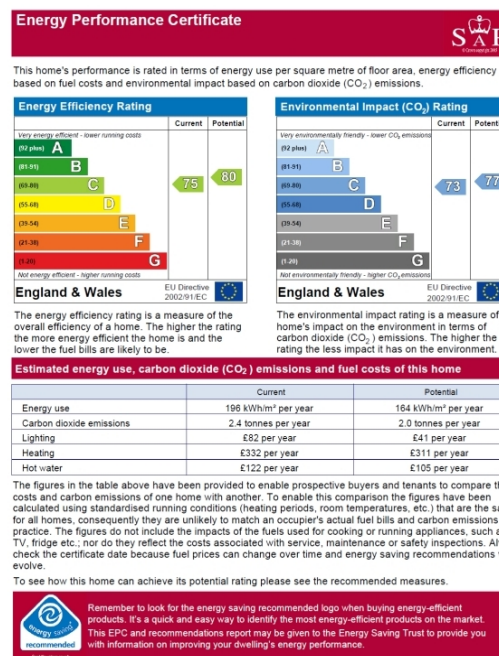 Energy Performance Certificate
SAP
This home's performance is rated in terms of energy use per square metre of floor area, energy efficiency
based on fuel costs and environmental impact based on carbon dioxide (CO2) emissions.
Energy Efficiency Rating
Current Potential
Very energy efficient - lower running costs
(92 plus) A
(81-91) B
(69-80) C
(55-68) D
(39-54) E
(21-38) F
(1-20) G
75
80
Not energy efficient - higher running costs
England & Wales
EU Directive
2002/91/EC
The energy efficiency rating is a measure of the
overall efficiency of a home. The higher the rating
the more energy efficient the home is and the
lower the fuel bills are likely to be.
Environmental Impact (CO2) Rating
Current Potent
Very environmentally friendly - lower CO2 emissions
(92 plus) A
(81-91) B
(69-80) C
(55-68) D
(39-54) E
(21-38) F
(1-20) G
73
77
Not environmentally friendly - higher CO2 emissions
England & Wales
EU Directive
2002/91/EC
The environmental impact rating is a measure of
home's impact on the environment in terms of
carbon dioxide (CO2) emissions. The higher the
rating the less impact it has on the environment.
Estimated energy use, carbon dioxide (CO2) emissions and fuel costs of this home
Current Potential
Energy use 196 kWh/m² per year 164 kWh/m² per year
Carbon dioxide emissions 2.4 tonnes per year 2.0 tonnes per year
Lighting £82 per year £41 per year
Heating £332 per year £311 per year
Hot water £122 per year £105 per year
The figures in the table above have been provided to enable prospective buyers and tenants to compare th
costs and carbon emissions of one home with another. To enable this comparison the figures have been
calculated using standardised running conditions (heating periods, room temperatures, etc.) that are the sa
for all homes, consequently they are unlikely to match an occupier's actual fuel bills and carbon emissions
practice. The figures do not include the impacts of the fuels used for cooking or running appliances, such a
TV, fridge etc.; nor do they reflect the costs associated with service, maintenance or safety inspections. Al
check the certificate date because fuel prices can change over time and energy saving recommendations
evolve.
To see how this home can achieve its potential rating please see the recommended measures.
energy saving
recommended
Remember to look for the energy saving recommended logo when buying energy-efficient
products. It's a quick and easy way to identify the most energy-efficient products on the market.
This EPC and recommendations report may be given to the Energy Saving Trust to provide you
with information on improving your dwelling's energy performance.